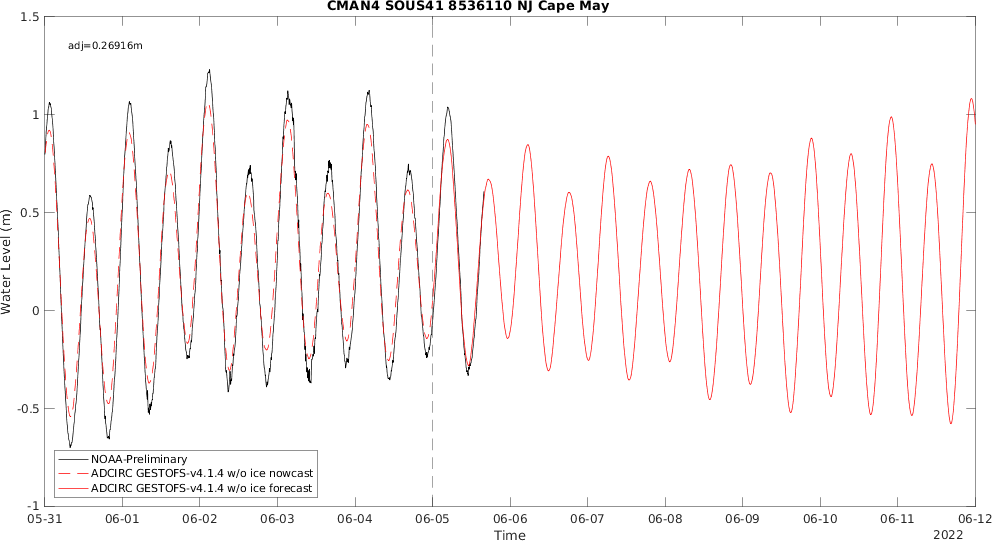 CMAN4 SOUS41 8536110 NJ Cape May
adj=0.26916m
1.5
1
0.5
0
-0.5
-1
Water Level (m)
NOAA-Preliminary
ADCIRC GESTOFS-v4.1.4 w/o ice nowcast
ADCIRC GESTOFS-v4.1.4 w/o ice forecast
05-31 06-01 06-02 06-03 06-04 06-05 06-06 06-07 06-08 06-09 06-10 06-11 06-12
Time
2022